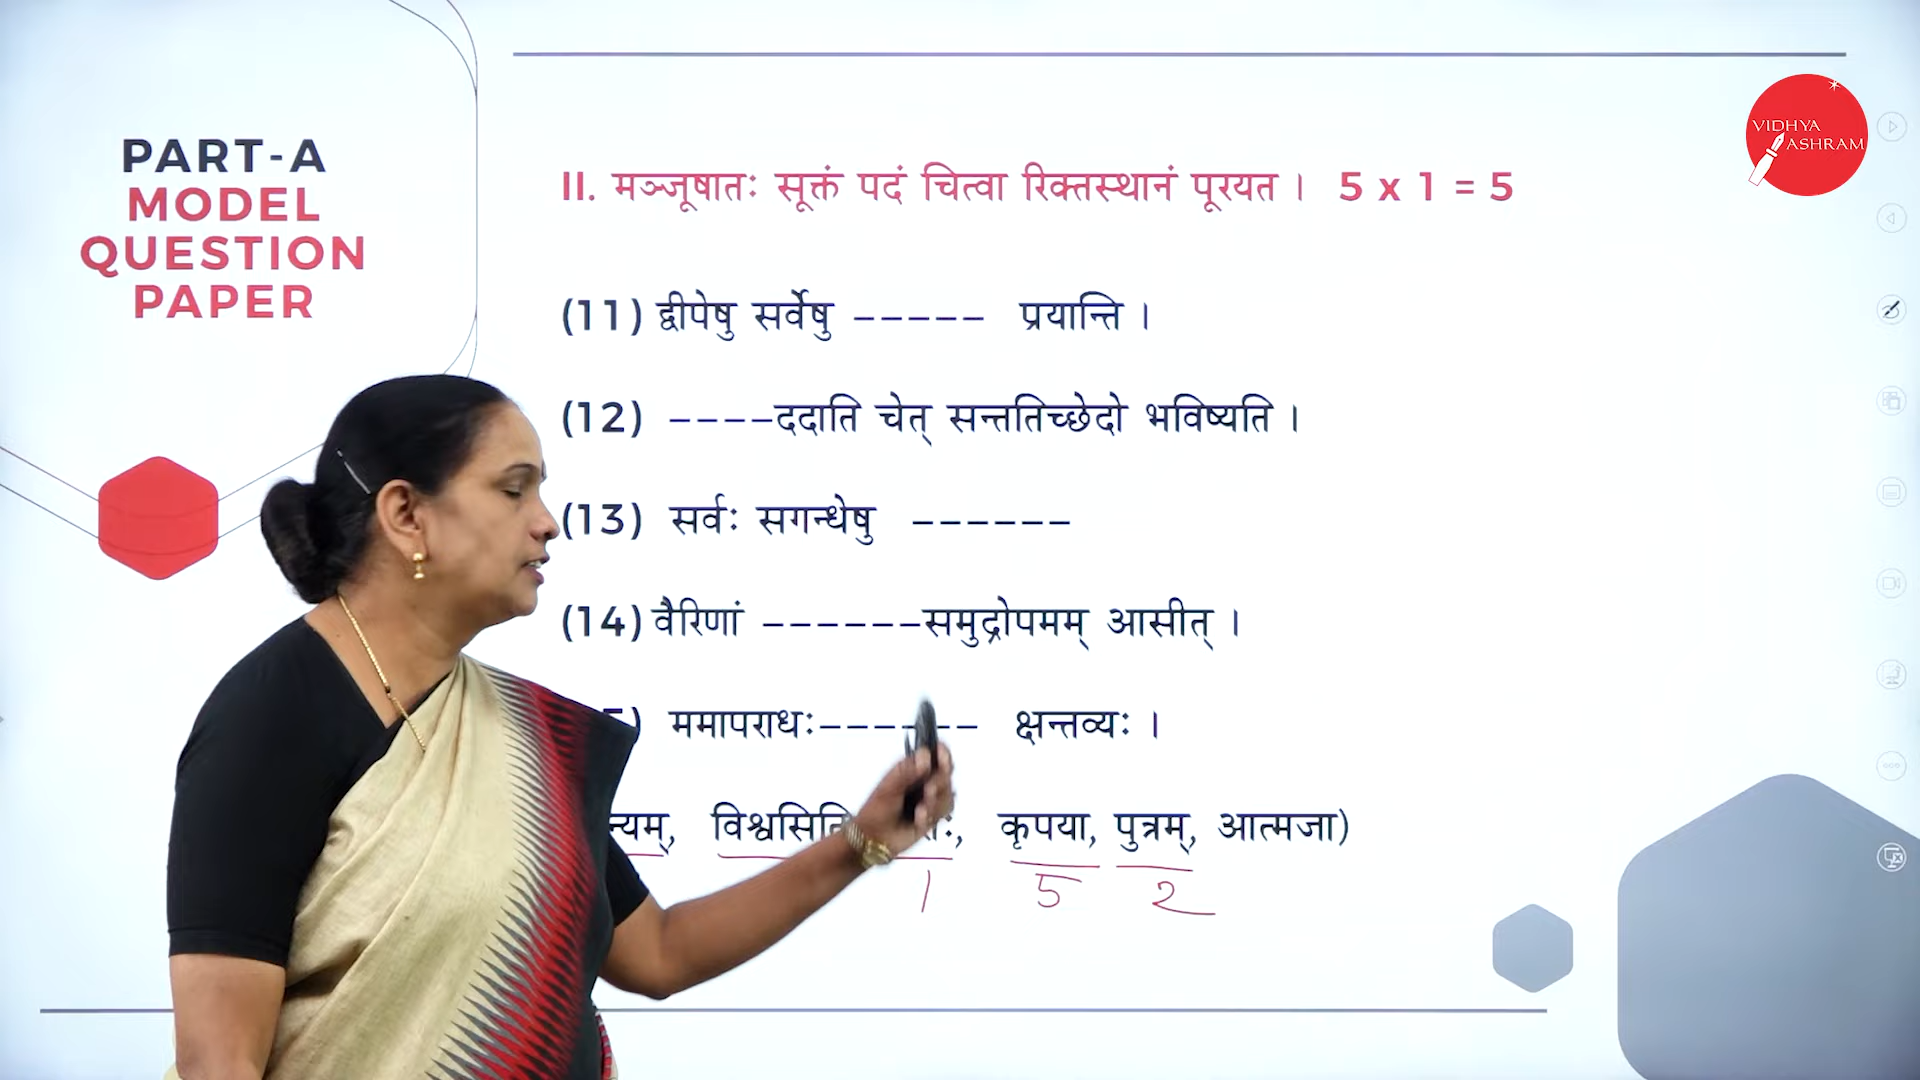 PART-A
MODEL
QUESTION
PAPER
VIDHYA
ASHRAM
II. मञ्जूषातः सूक्तं पदं चित्वा रिक्तस्थानं पूरयत । 5 x 1 = 5
(11) द्वीपेषु सर्वेषु ----- प्रयान्ति ।
(12) ----ददाति चेत् सन्ततिच्छेदो भविष्यति ।
(13) सर्वः सगन्धेषु ------
(14) वैरिणां ------समुद्रोपमम् आसीत् ।
) ममापराधः------ क्षन्तव्यः ।
कृपया, पुत्रम्, आत्मजा)
1 5 2